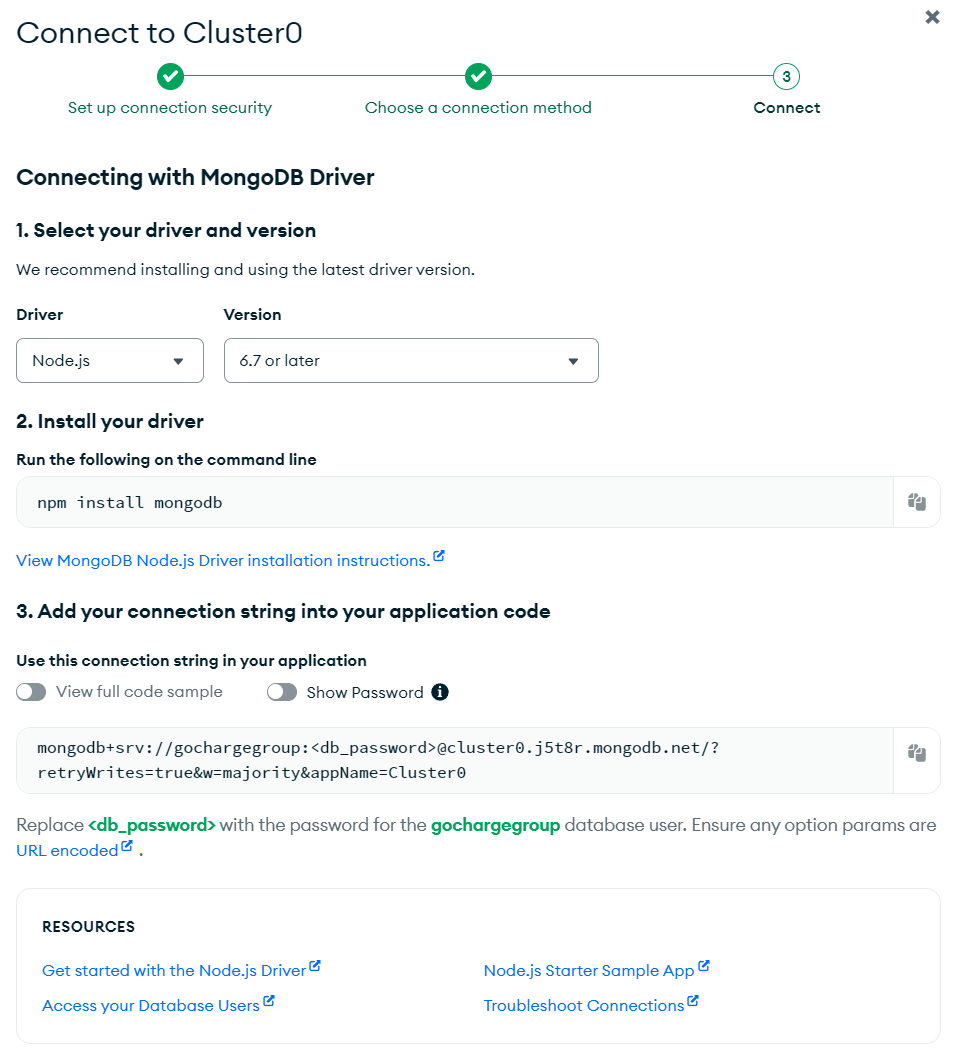 Connect to Cluster0
3
Set up connection security
Choose a connection method
Connect
Connecting with MongoDB Driver
1. Select your driver and version
We recommend installing and using the latest driver version.
Driver
Version
Node.js
6.7 or later
2. Install your driver
Run the following on the command line
npm install mongodb
View MongoDB Node.js Driver installation instructions.
3. Add your connection string into your application code
Use this connection string in your application
View full code sample
Show Password
mongodb+srv://gochargegroup:<db_password>@cluster0.j5t8r.mongodb.net/?
retryWrites=true&w=majority&appName=Cluster0
Replace <db_password> with the password for the gochargegroup database user. Ensure any option params are
URL encoded .
RESOURCES
Get started with the Node.js Driver
Node.js Starter Sample App
Access your Database Users
Troubleshoot Connections